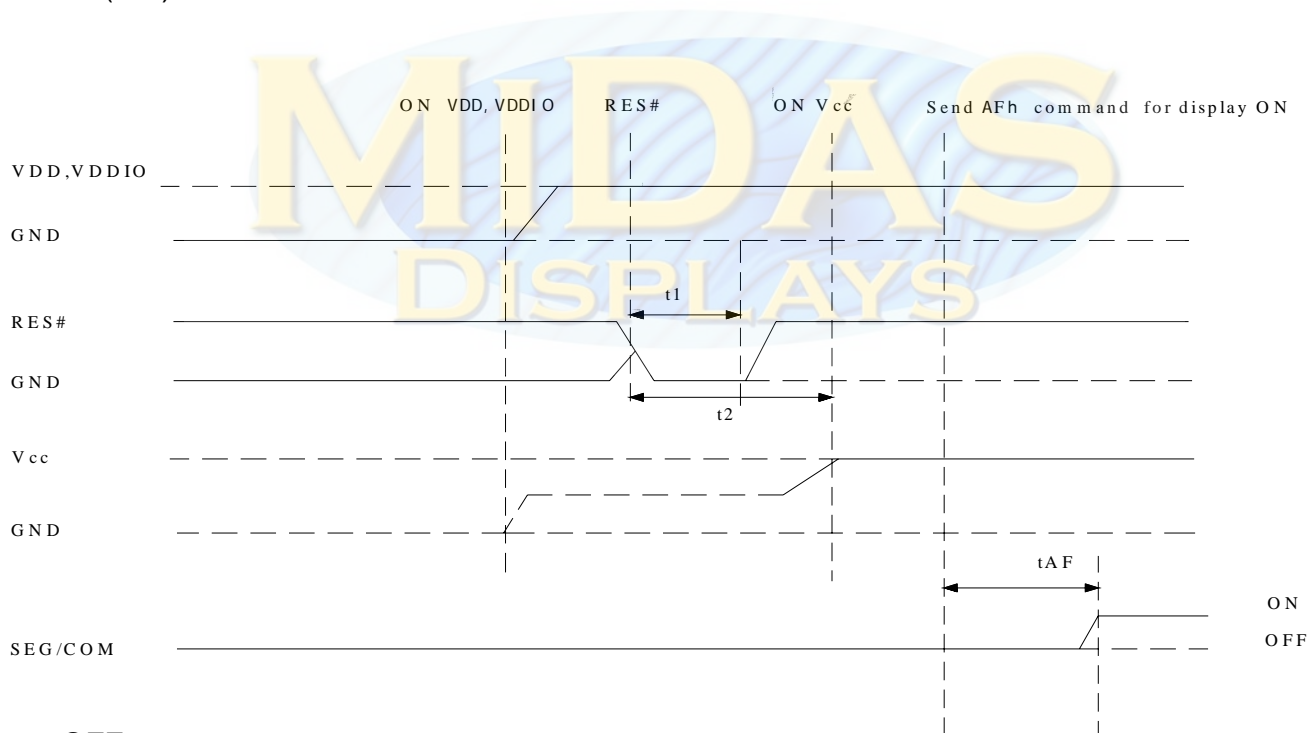 MIDAS
DISPLAYS
ON VDD, VDDIO RES# ON Vcc Send AFh command for display ON
VDD,VDDIO
GND
t1
RES#
GND
t2
Vcc
GND
tAF
ON
SEG/COM OFF